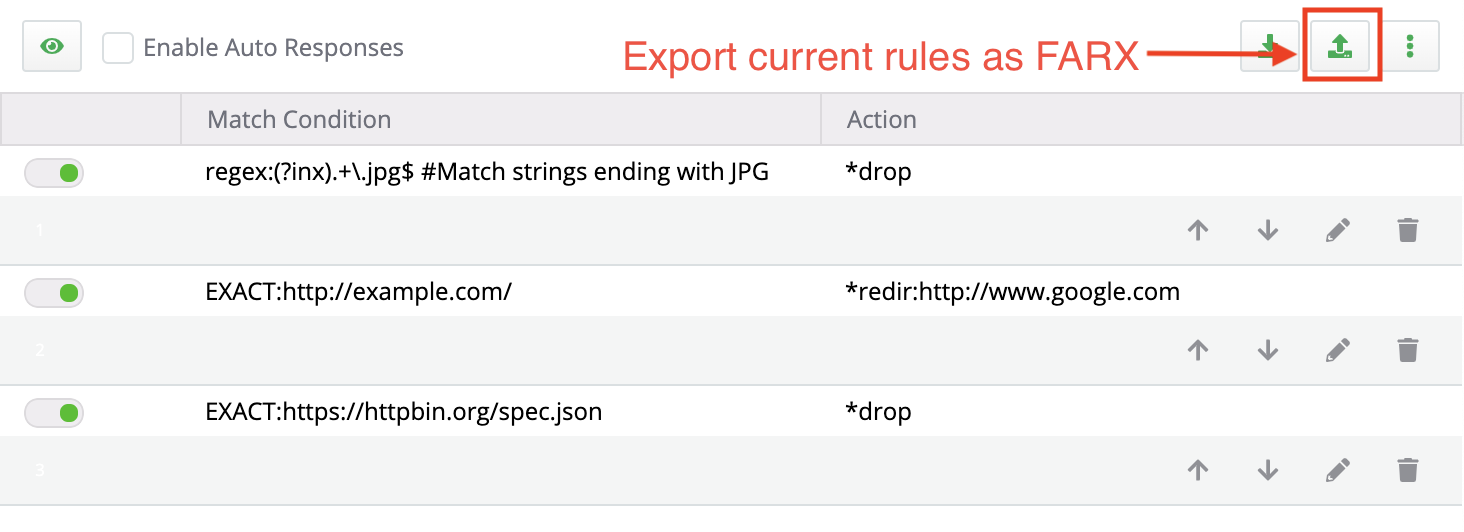 Enable Auto Responses
Export current rules as FARX
Match Condition Action
regex:(?inx).+\.jpg$ #Match strings ending with JPG *drop
1
EXACT:http://example.com/ *redir:http://www.google.com
2
EXACT:https://httpbin.org/spec.json *drop
3